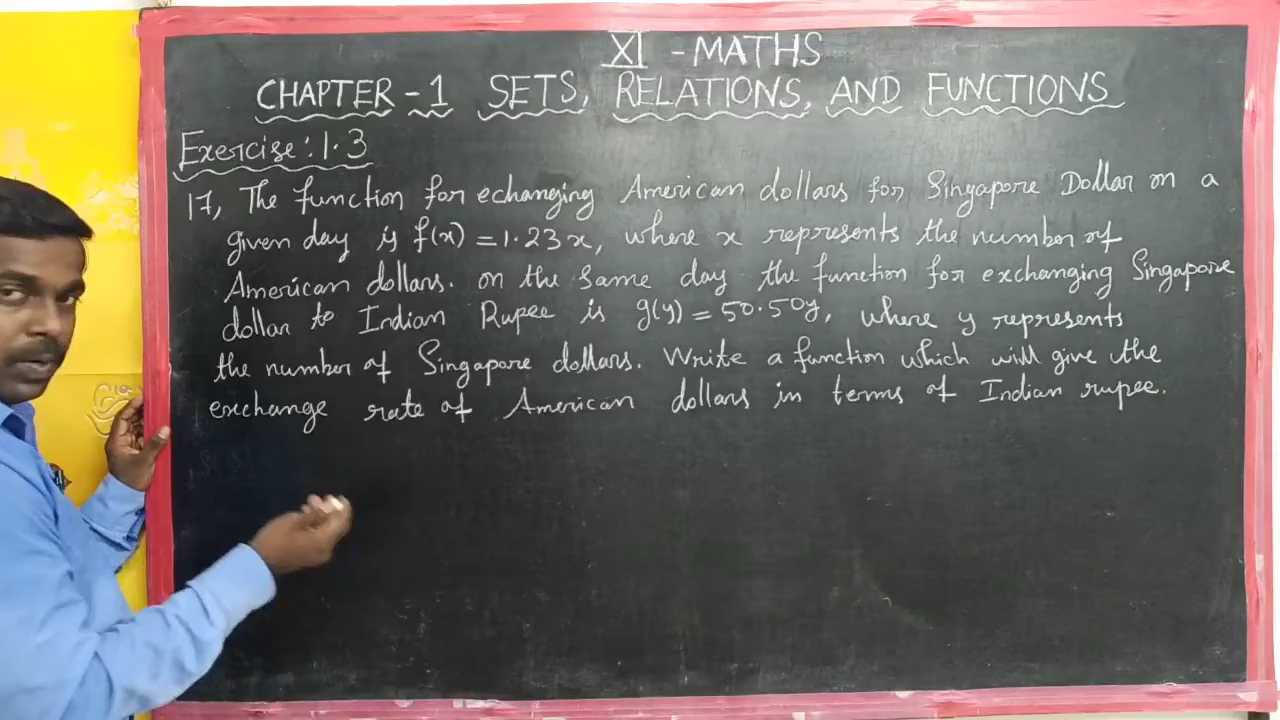 XI - MATHS
CHAPTER - 1 SETS, RELATIONS, AND FUNCTIONS
Exercise: 1.3
17, The function for echanging American dollars for Singapore Dollar on a
given day is f(x) = 1.23x, where x represents the number of
American dollars. on the same day the function for exchanging Singapore
dollar to Indian Rupee is g(y) = 50.50y, where y represents
the number of Singapore dollars. Write a function which will give the
exchange rate of American dollars in terms of Indian rupee.